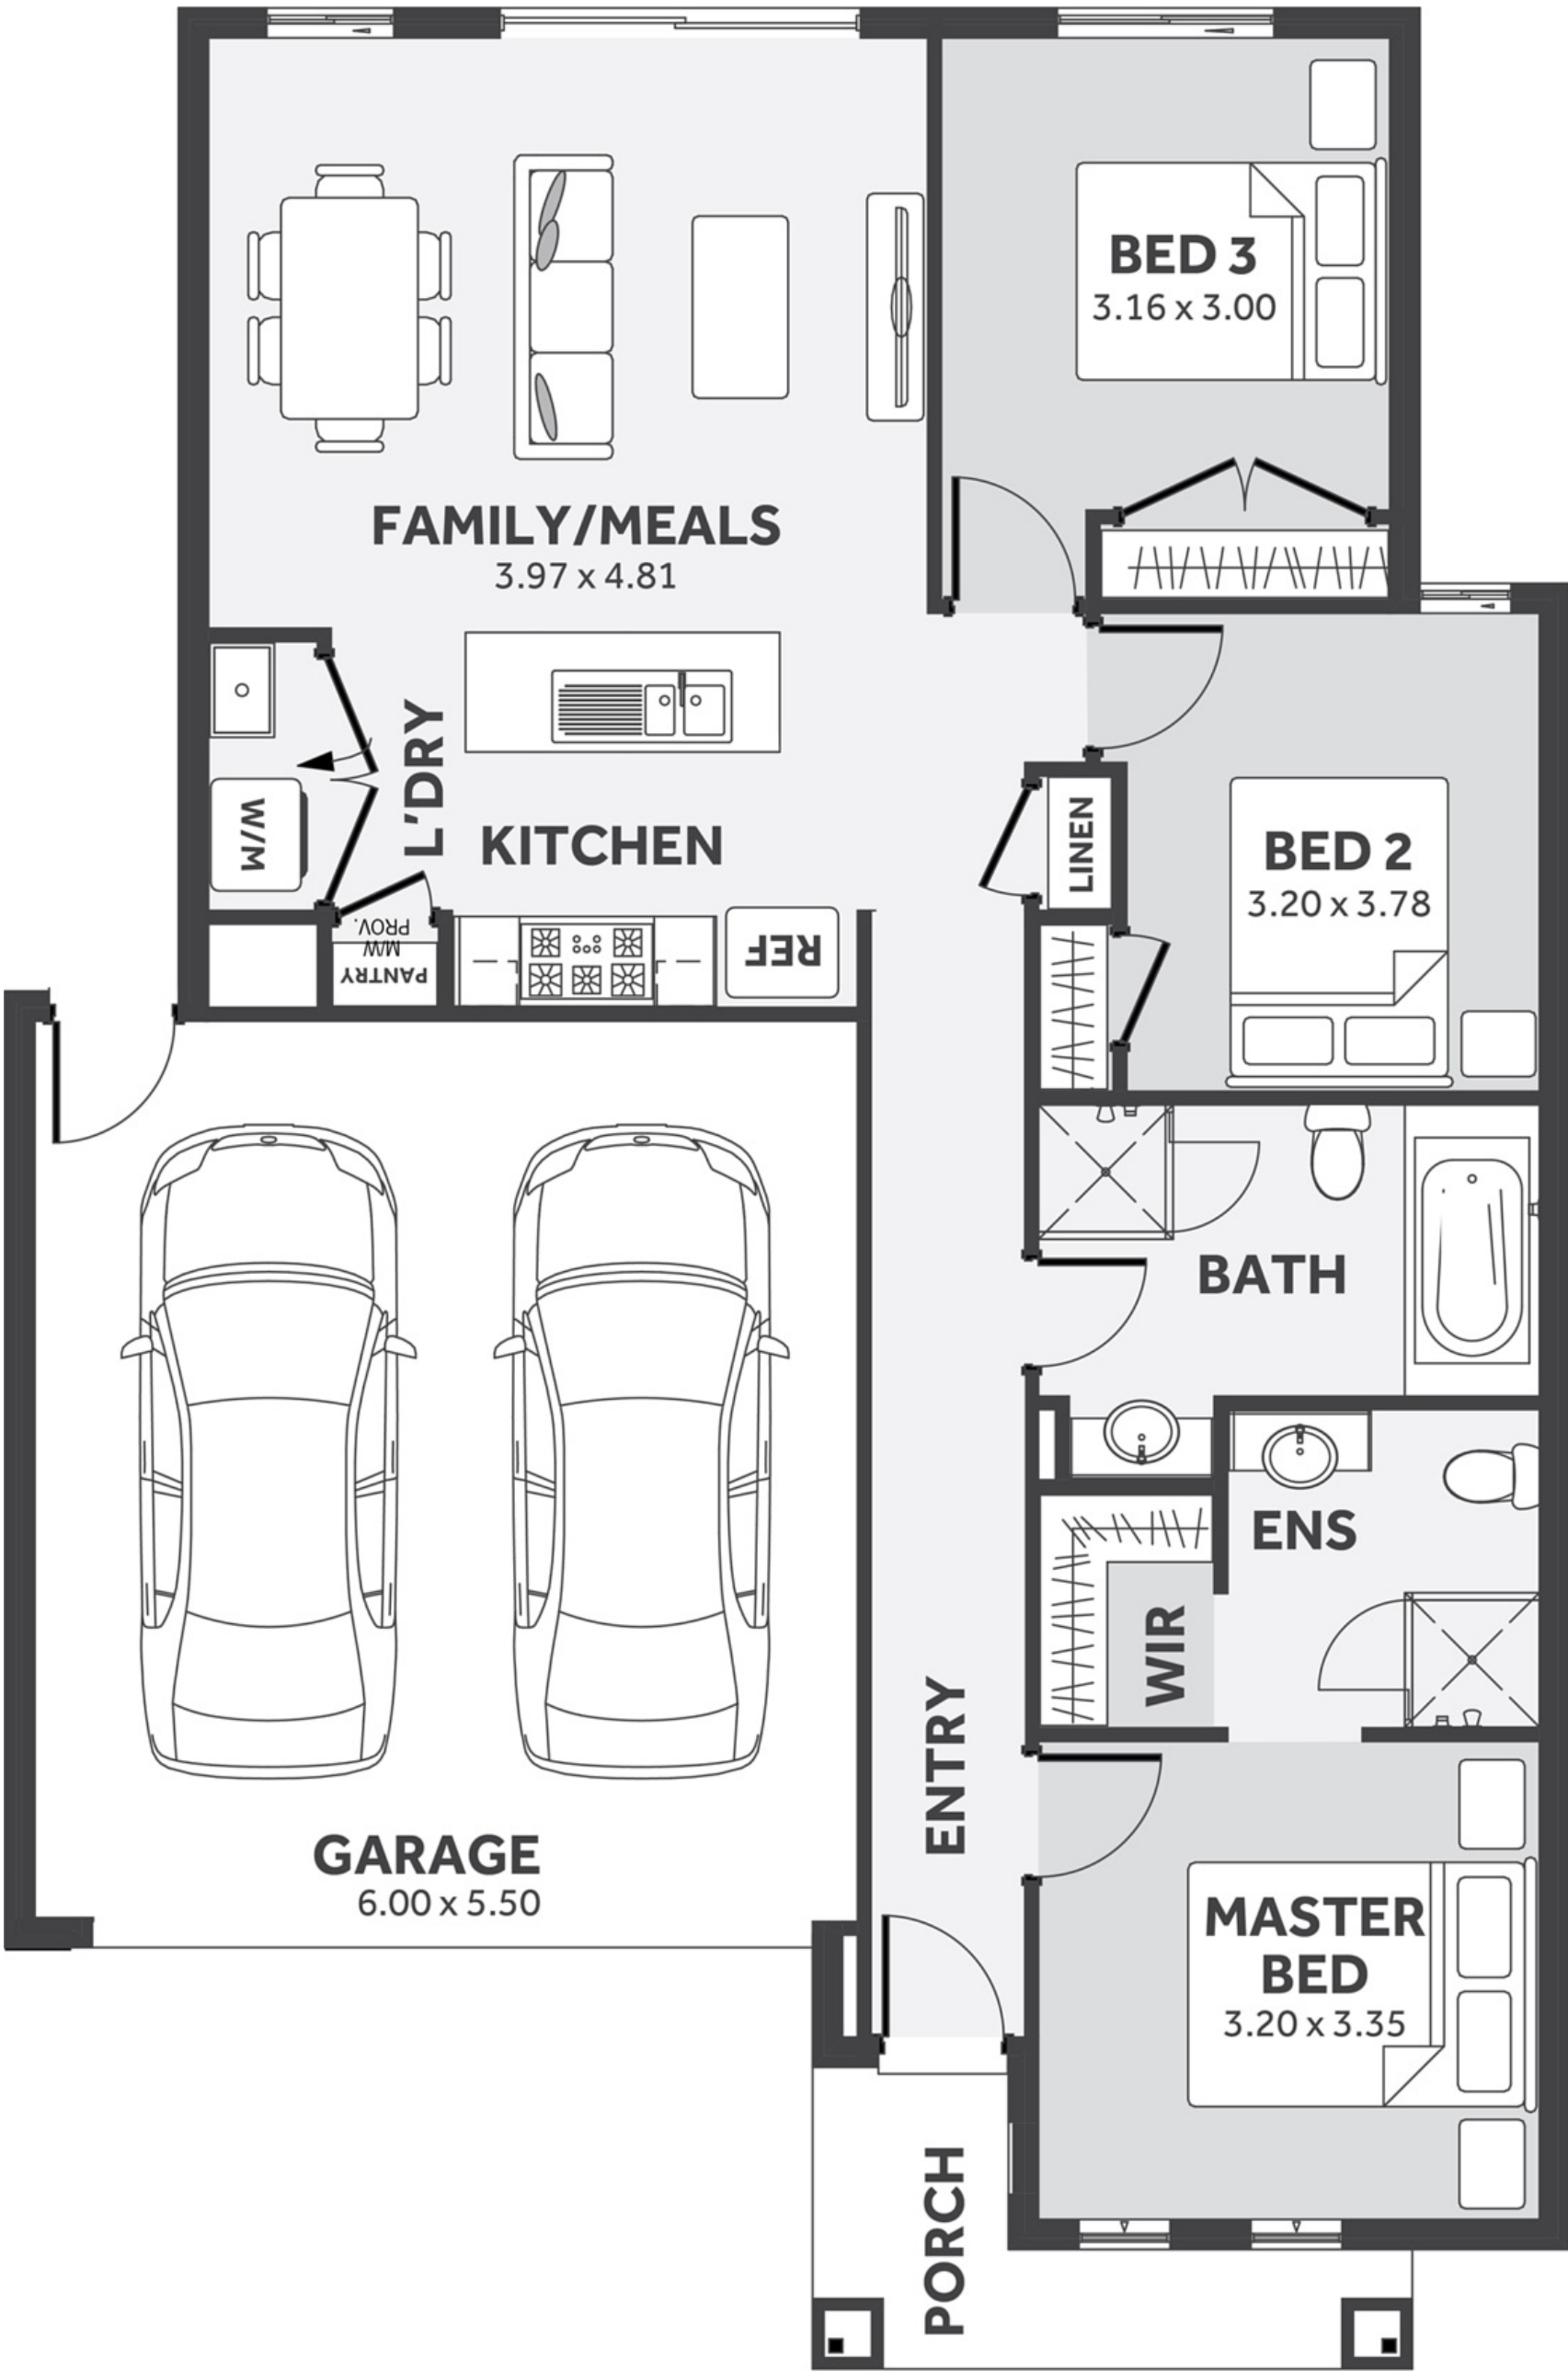 BED 3
3.16 x 3.00
FAMILY/MEALS
3.97 x 4.81
L'DRY
W/M
KITCHEN
LINEN
BED 2
3.20 x 3.78
PROV.
M/W
PANTRY
REF
BATH
ENS
WIR
ENTRY
GARAGE
6.00 x 5.50
MASTER
BED
3.20 x 3.35
PORCH